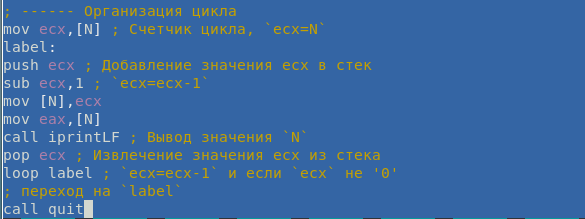 ; ------ Организация цикла
mov ecx,[N] ; Счетчик цикла, `ecx=N`
label:
push ecx ; Добавление значения ecx в стек
sub ecx,1 ; `ecx=ecx-1`
mov [N],ecx
mov eax,[N]
call iprintLF ; Вывод значения `N`
pop ecx ; Извлечение значения ecx из стека
loop label ; `ecx=ecx-1` и если `ecx` не '0'
; переход на `label`
call quit